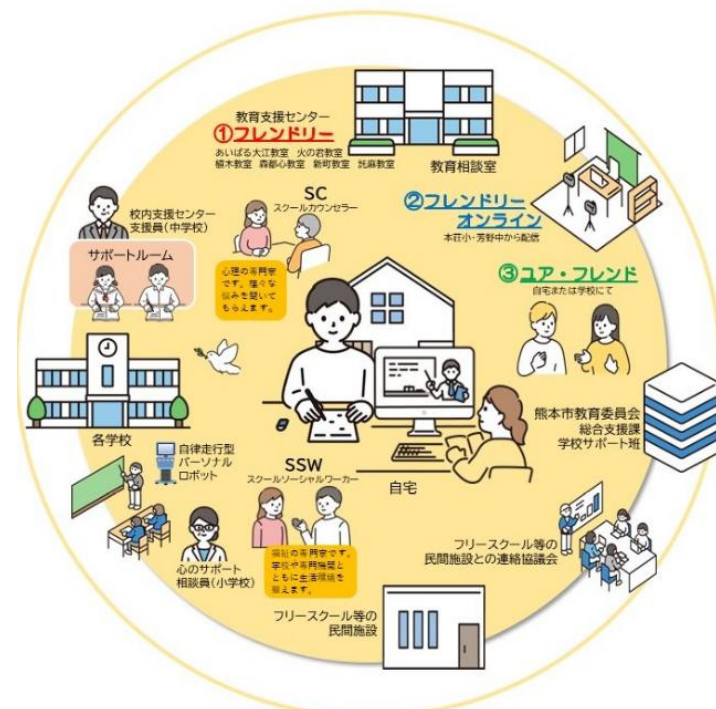 教育支援センター
①フレンドリー
あいぱる大江教室 火の君教室
植木教室 森都心教室 新町教室 託麻教室
教育相談室
②フレンドリー
オンライン
本荘小・芳野中から配信
③ユア・フレンド
自宅または学校にて
校内支援センター
支援員(中学校)
サポートルーム
SC
スクールカウンセラー
心理の専門家
です。様々な
悩みを聞いて
もらえます。
各学校
自律走行型
パーソナル
ロボット
心のサポート
相談員(小学校)
SSW
スクールソーシャルワーカー
福祉の専門家です。
学校や専門機関と
ともに生活環境を
整えます。
自宅
熊本市教育委員会
総合支援課
学校サポート班
フリースクール等の
民間施設との連絡協議会
フリースクール等の
民間施設